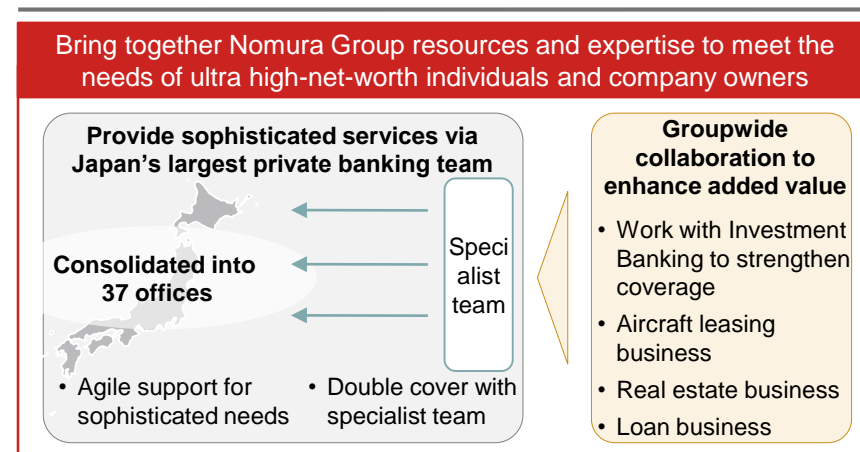 Bring together Nomura Group resources and expertise to meet the
needs of ultra high-net-worth individuals and company owners
Provide sophisticated services via
Japan's largest private banking team
Consolidated into
37 offices
Speci
alist
team
• Agile support for
sophisticated needs
• Double cover with
specialist team
Groupwide
collaboration to
enhance added value
• Work with Investment
Banking to strengthen
coverage
• Aircraft leasing
business
• Real estate business
• Loan business